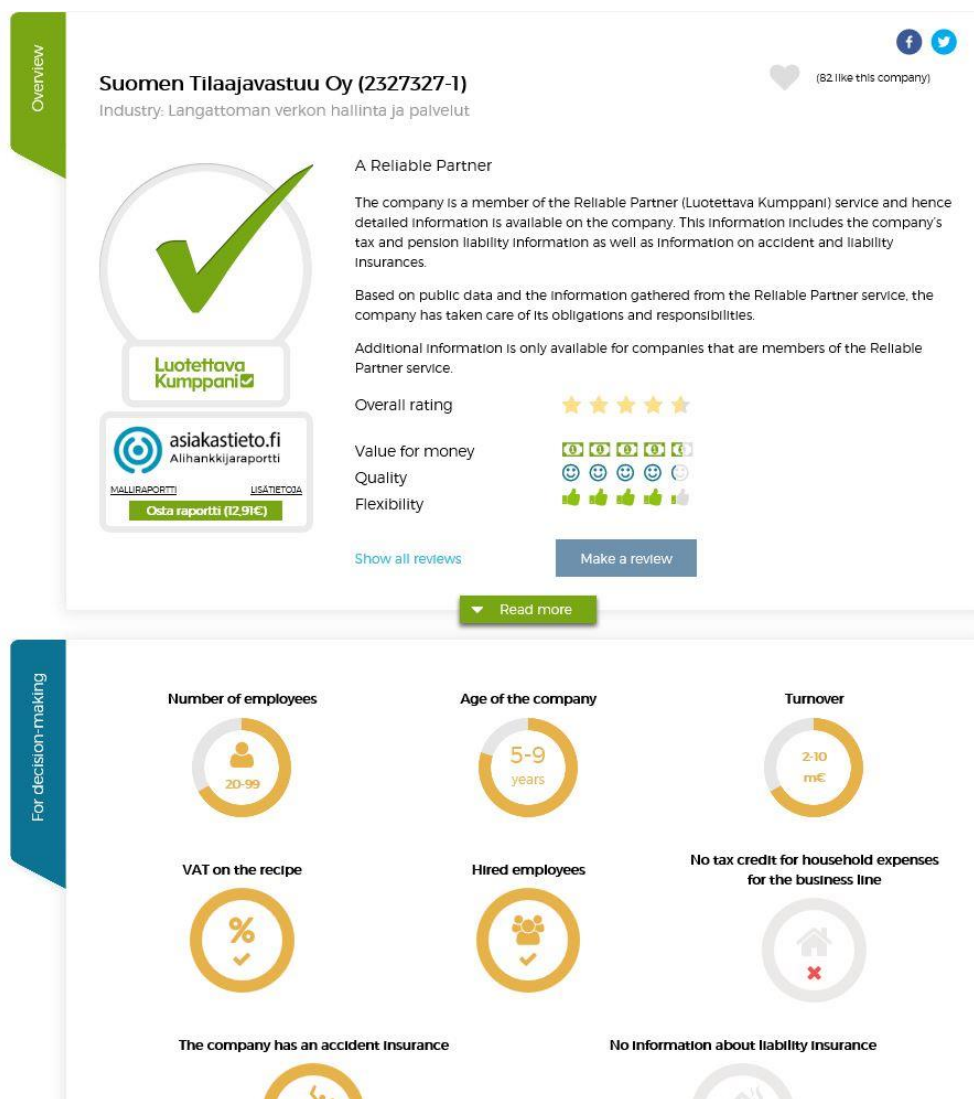 Overview
Suomen Tilaajavastuu Oy (2327327-1)
(82 like this company)
Industry: Langattoman verkon hallinta ja palvelut
A Reliable Partner
The company is a member of the Reliable Partner (Luotettava Kumppani) service and hence
detailed information is available on the company. This information includes the company's
tax and pension liability information as well as information on accident and liability
insurances.
Based on public data and the information gathered from the Reliable Partner service, the
company has taken care of its obligations and responsibilities.
Additional information is only available for companies that are members of the Reliable
Partner service.
Luotettava
Kumppani
asiakastieto.fi
Alihankkijaraportti
MALLIRAPORTTI LISÄTIETOJA
Osta raportti (12,91€)
Overall rating
Value for money
Quality
Flexibility
Show all reviews
Make a review
Read more
For decision-making
Number of employees
20-99
Age of the company
5-9
years
Turnover
2-10
m€
VAT on the recipe
%
Hired employees
No tax credit for household expenses
for the business line
The company has an accident insurance
No information about liability insurance